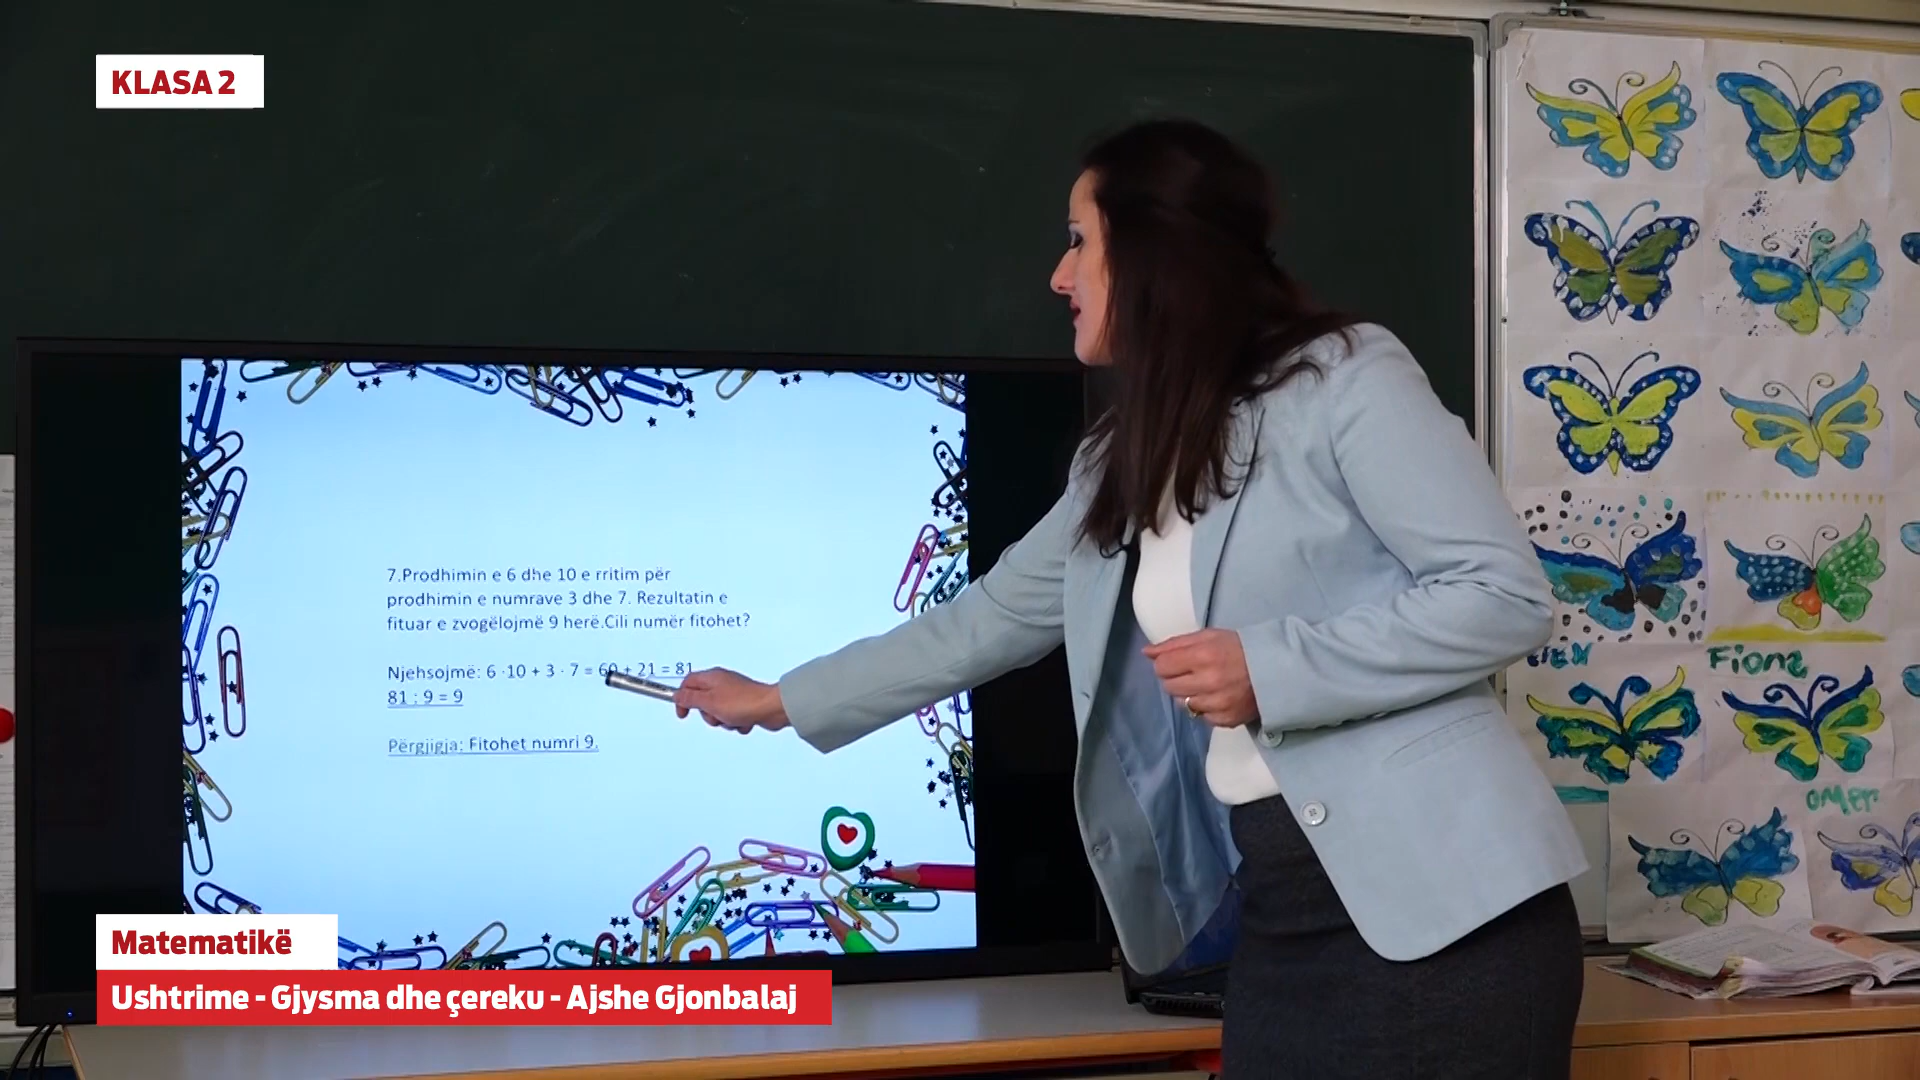 KLASA 2
7.Prodhimin e 6 dhe 10 e rritim për
prodhimin e numrave 3 dhe 7. Rezultatin e
fituar e zvogëlojmë 9 herë.Cili numër fitohet?
Njehsojmë: 6 ·10 + 3 · 7 = 60 + 21 = 81
81 : 9 = 9
Përgjigja: Fitohet numri 9.
Fiona
omer
Matematikë
Ushtrime - Gjysma dhe çereku - Ajshe Gjonbalaj